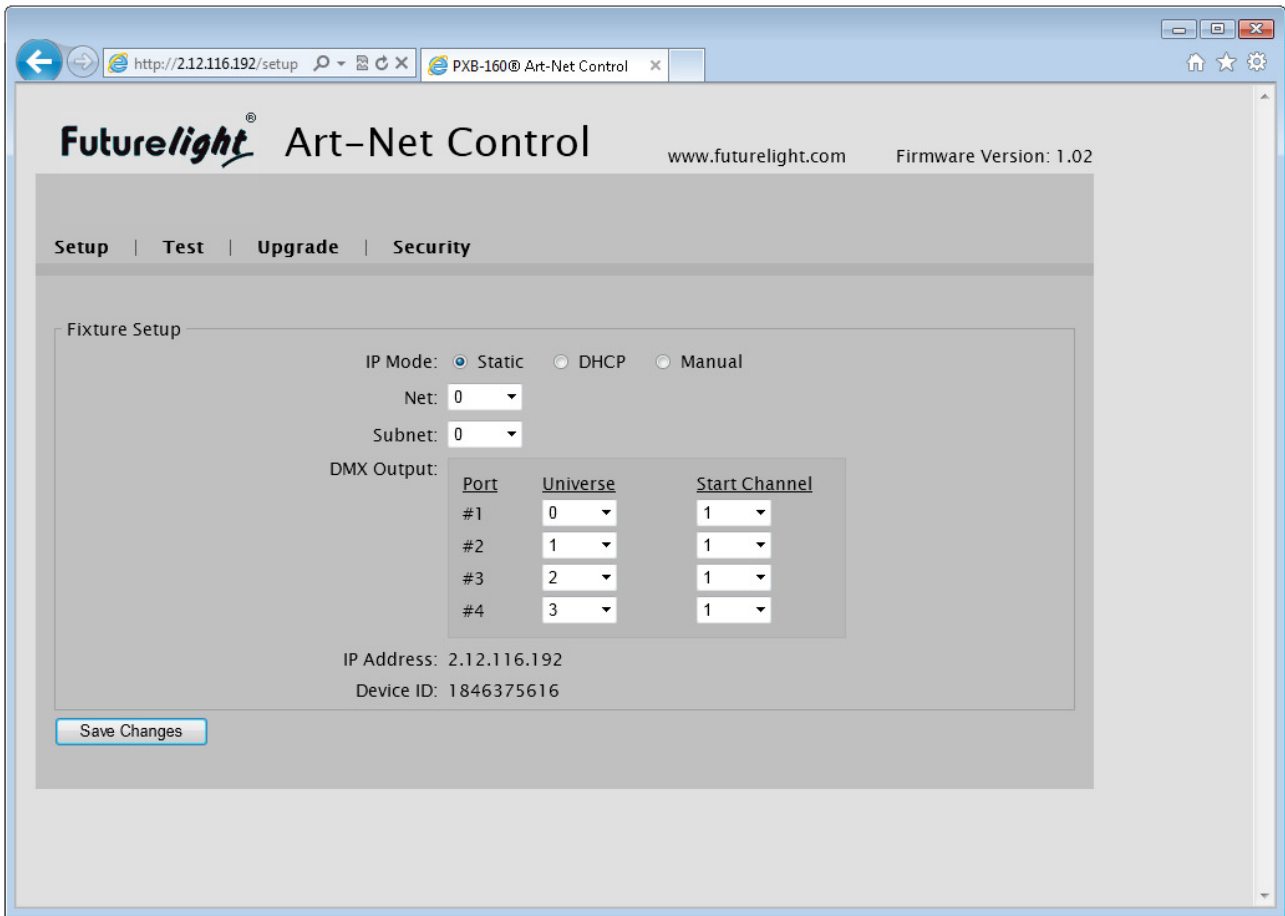 http://2.12.116.192/setup PXB-160® Art-Net Control
Futurelight® Art-Net Control www.futurelight.com Firmware Version: 1.02
Setup | Test | Upgrade | Security
Fixture Setup
IP Mode: Static DHCP Manual
Net: 0
Subnet: 0
DMX Output:
Port Universe Start Channel
#1 0 1
#2 1 1
#3 2 1
#4 3 1
IP Address: 2.12.116.192
Device ID: 1846375616
Save Changes